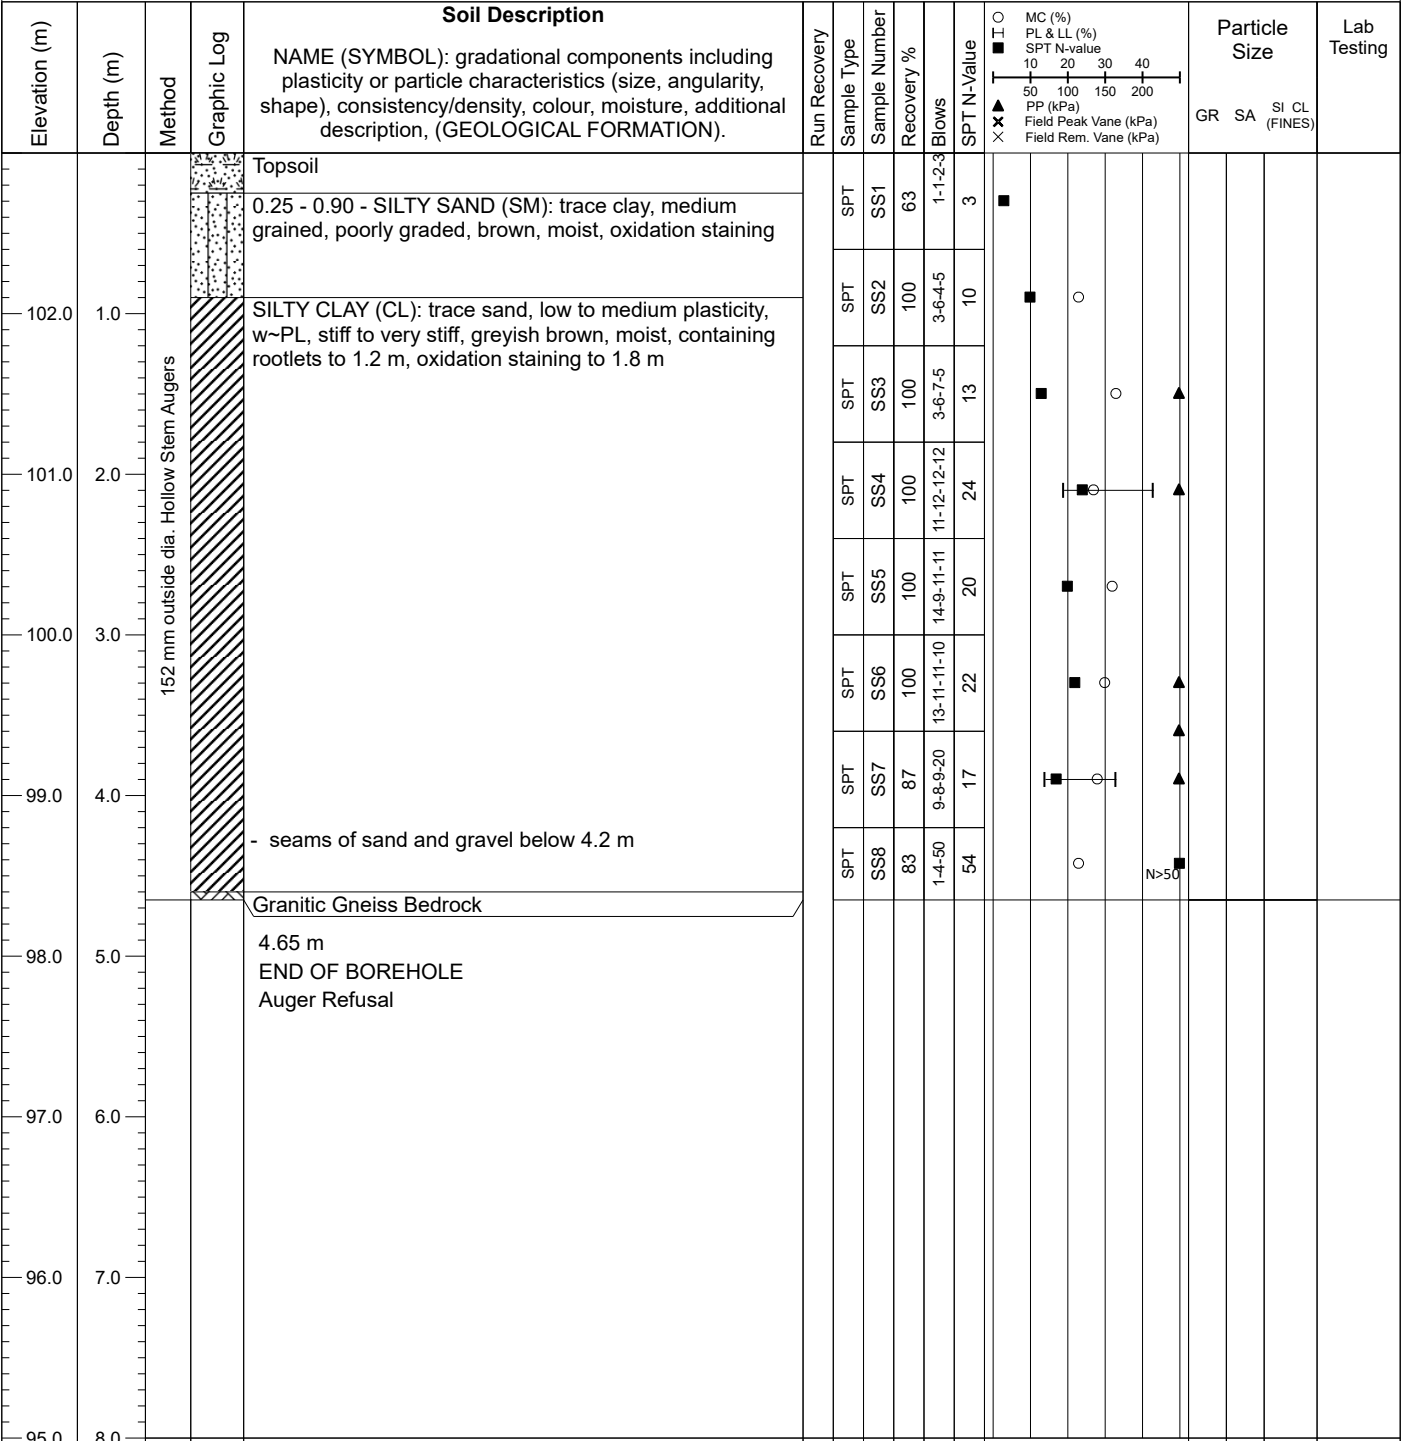 Elevation (m)
Depth (m)
Method
Graphic Log
Soil Description
NAME (SYMBOL): gradational components including
plasticity or particle characteristics (size, angularity,
shape), consistency/density, colour, moisture, additional
description, (GEOLOGICAL FORMATION).
Run Recovery
Sample Type
Sample Number
Recovery %
Blows
SPT N-Value
MC (%)
PL & LL (%)
SPT N-value
10 20 30 40
50 100 150 200
PP (kPa)
Field Peak Vane (kPa)
Field Rem. Vane (kPa)
Particle
Size
GR SA SI CL
(FINES)
Lab
Testing
Topsoil
SPT SS1 63 1-1-2-3 3
0.25 - 0.90 - SILTY SAND (SM): trace clay, medium
grained, poorly graded, brown, moist, oxidation staining
SPT SS2 100 3-6-4-5 10
102.0 1.0
SILTY CLAY (CL): trace sand, low to medium plasticity,
w~PL, stiff to very stiff, greyish brown, moist, containing
rootlets to 1.2 m, oxidation staining to 1.8 m
152 mm outside dia. Hollow Stem Augers
SPT SS3 100 3-6-7-5 13
101.0 2.0
SPT SS4 100 11-12-12-12 24
SPT SS5 100 14-9-11-11 20
100.0 3.0
SPT SS6 100 13-11-11-10 22
SPT SS7 87 9-8-9-20 17
99.0 4.0
- seams of sand and gravel below 4.2 m
SPT SS8 83 1-4-50 54
N>50
Granitic Gneiss Bedrock
4.65 m
98.0 5.0
END OF BOREHOLE
Auger Refusal
97.0 6.0
96.0 7.0
95.0 8.0